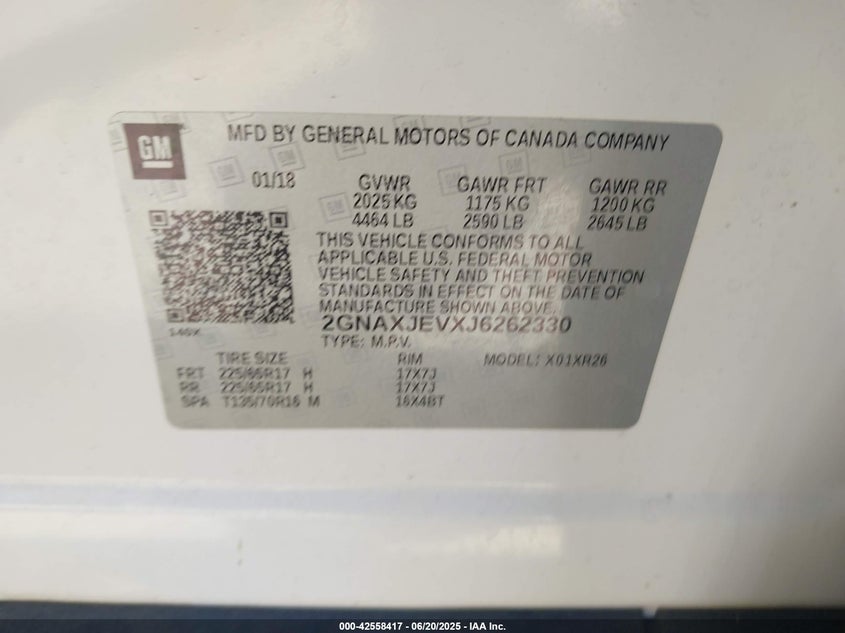 GM
MFD BY GENERAL MOTORS OF CANADA COMPANY
01/18 GVWR GAWR FRT GAWR RR
2025 KG 1175 KG 1200 KG
4464 LB 2590 LB 2645 LB
THIS VEHICLE CONFORMS TO ALL
APPLICABLE U.S. FEDERAL MOTOR
VEHICLE SAFETY AND THEFT PREVENTION
STANDARDS IN EFFECT ON THE DATE OF
MANUFACTURE SHOWN ABOVE.
2GNAXJEVXJ6262330
TYPE: M.P.V.
TIRE SIZE RIM MODEL: X01XR26
FRT 225/65R17 H 17X7J
RR 225/65R17 H 17X7J
SPA T135/70R16 M 16X4BT
000-42558417 - 06/20/2025 - IAA Inc.